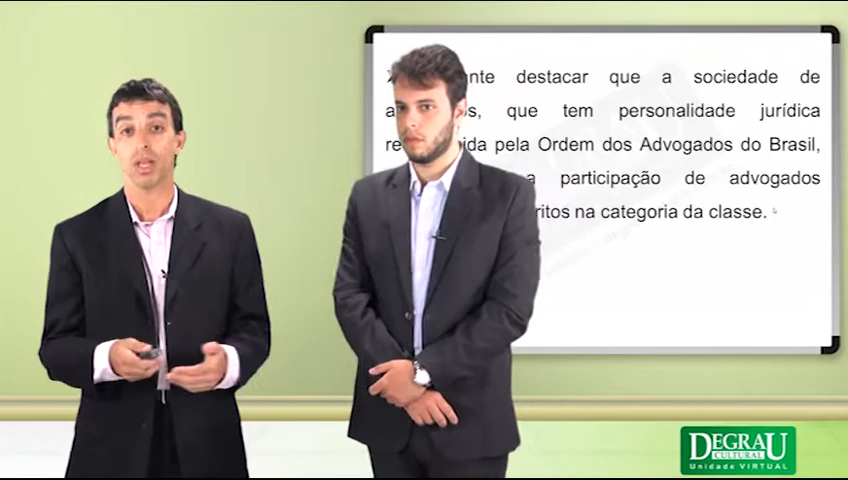 destacar que a sociedade de
que tem personalidade jurídica
pela Ordem dos Advogados do Brasil,
a participação de advogados
na categoria da classe.
DEGRAU
CULTURAL
Unidade VIRTUAL